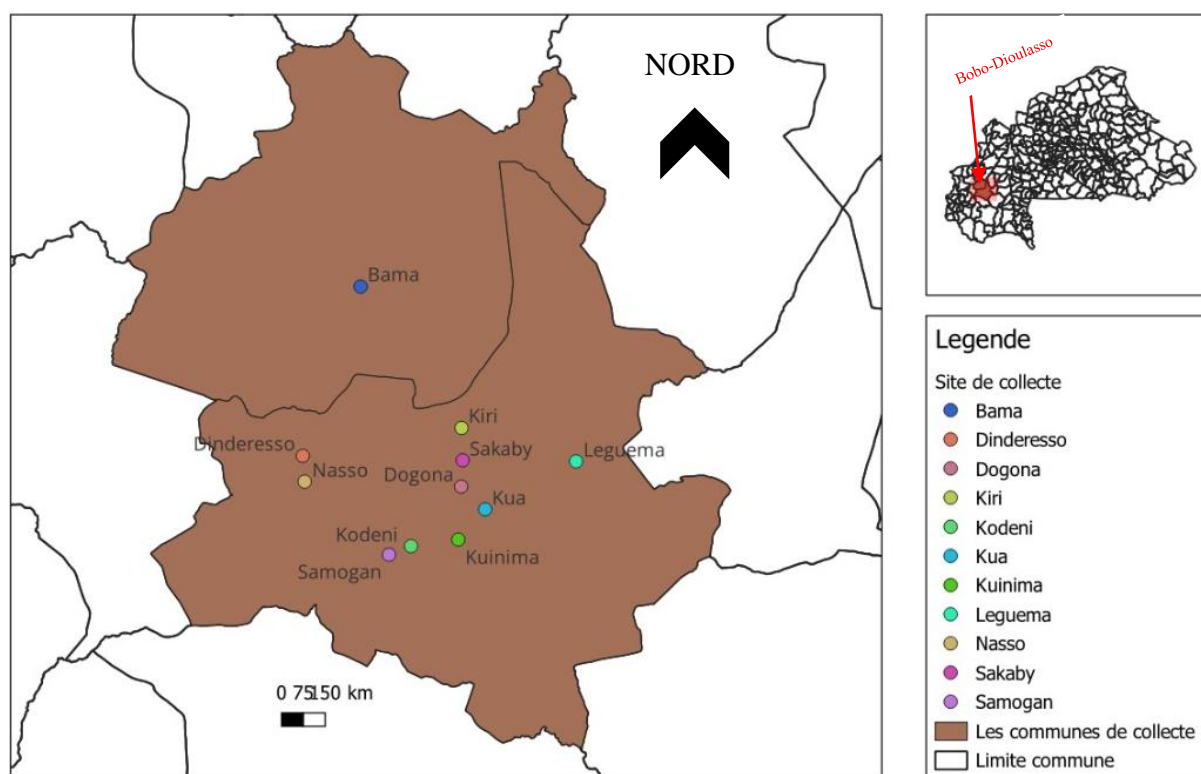 NORD
Bama
Kiri
Dinderesso
Sakaby
Leguema
Nasso
Dogona
Kua
Kodeni
Kuinima
Samogan
0 75150 km
Bobo-Dioulasso
Legende
Site de collecte
Bama
Dinderesso
Dogona
Kiri
Kodeni
Kua
Kuinima
Leguema
Nasso
Sakaby
Samogan
Les communes de collecte
Limite commune